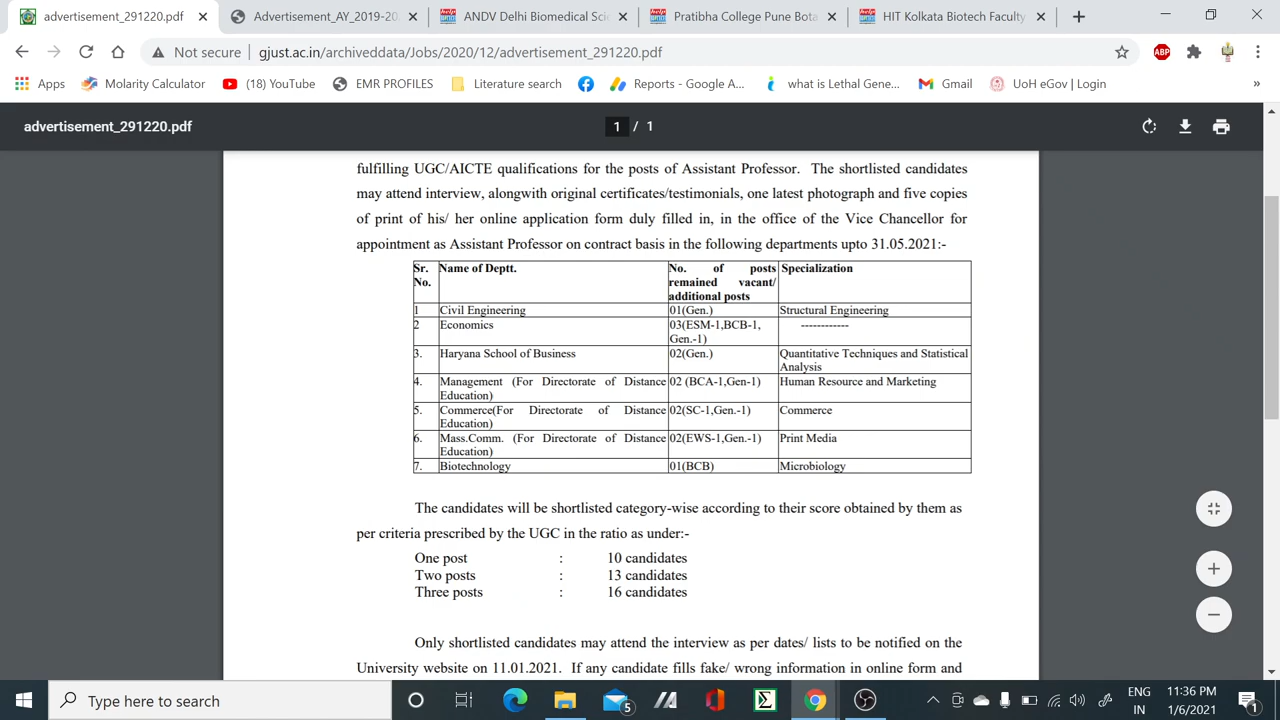 advertisement_291220.pdf
Advertisement_AY_2019-20
ANDV Delhi Biomedical Scie
Pratibha College Pune Bota
HIT Kolkata Biotech Faculty
Not secure
gjust.ac.in/archiveddata/Jobs/2020/12/advertisement_291220.pdf
ABP
Apps
Molarity Calculator
(18) YouTube
EMR PROFILES
Literature search
Reports - Google A...
what is Lethal Gene...
Gmail
UoH eGov | Login
»
advertisement_291220.pdf
1 / 1
fulfilling UGC/AICTE qualifications for the posts of Assistant Professor. The shortlisted candidates
may attend interview, alongwith original certificates/testimonials, one latest photograph and five copies
of print of his/ her online application form duly filled in, in the office of the Vice Chancellor for
appointment as Assistant Professor on contract basis in the following departments upto 31.05.2021:-
Sr. Name of Deptt. No. of posts Specialization
No. remained vacant/
additional posts
1 Civil Engineering 01(Gen.) Structural Engineering
2 Economics 03(ESM-1,BCB-1, ------------
Gen.-1)
3. Haryana School of Business 02(Gen.) Quantitative Techniques and Statistical
Analysis
4. Management (For Directorate of Distance 02 (BCA-1,Gen-1) Human Resource and Marketing
Education)
5. Commerce(For Directorate of Distance 02(SC-1,Gen.-1) Commerce
Education)
6. Mass.Comm. (For Directorate of Distance 02(EWS-1,Gen.-1) Print Media
Education)
7. Biotechnology 01(BCB) Microbiology
The candidates will be shortlisted category-wise according to their score obtained by them as
per criteria prescribed by the UGC in the ratio as under:-
One post : 10 candidates
Two posts : 13 candidates
Three posts : 16 candidates
Only shortlisted candidates may attend the interview as per dates/ lists to be notified on the
University website on 11.01.2021. If any candidate fills fake/ wrong information in online form and
Type here to search
5
ENG
IN
11:36 PM
1/6/2021
1